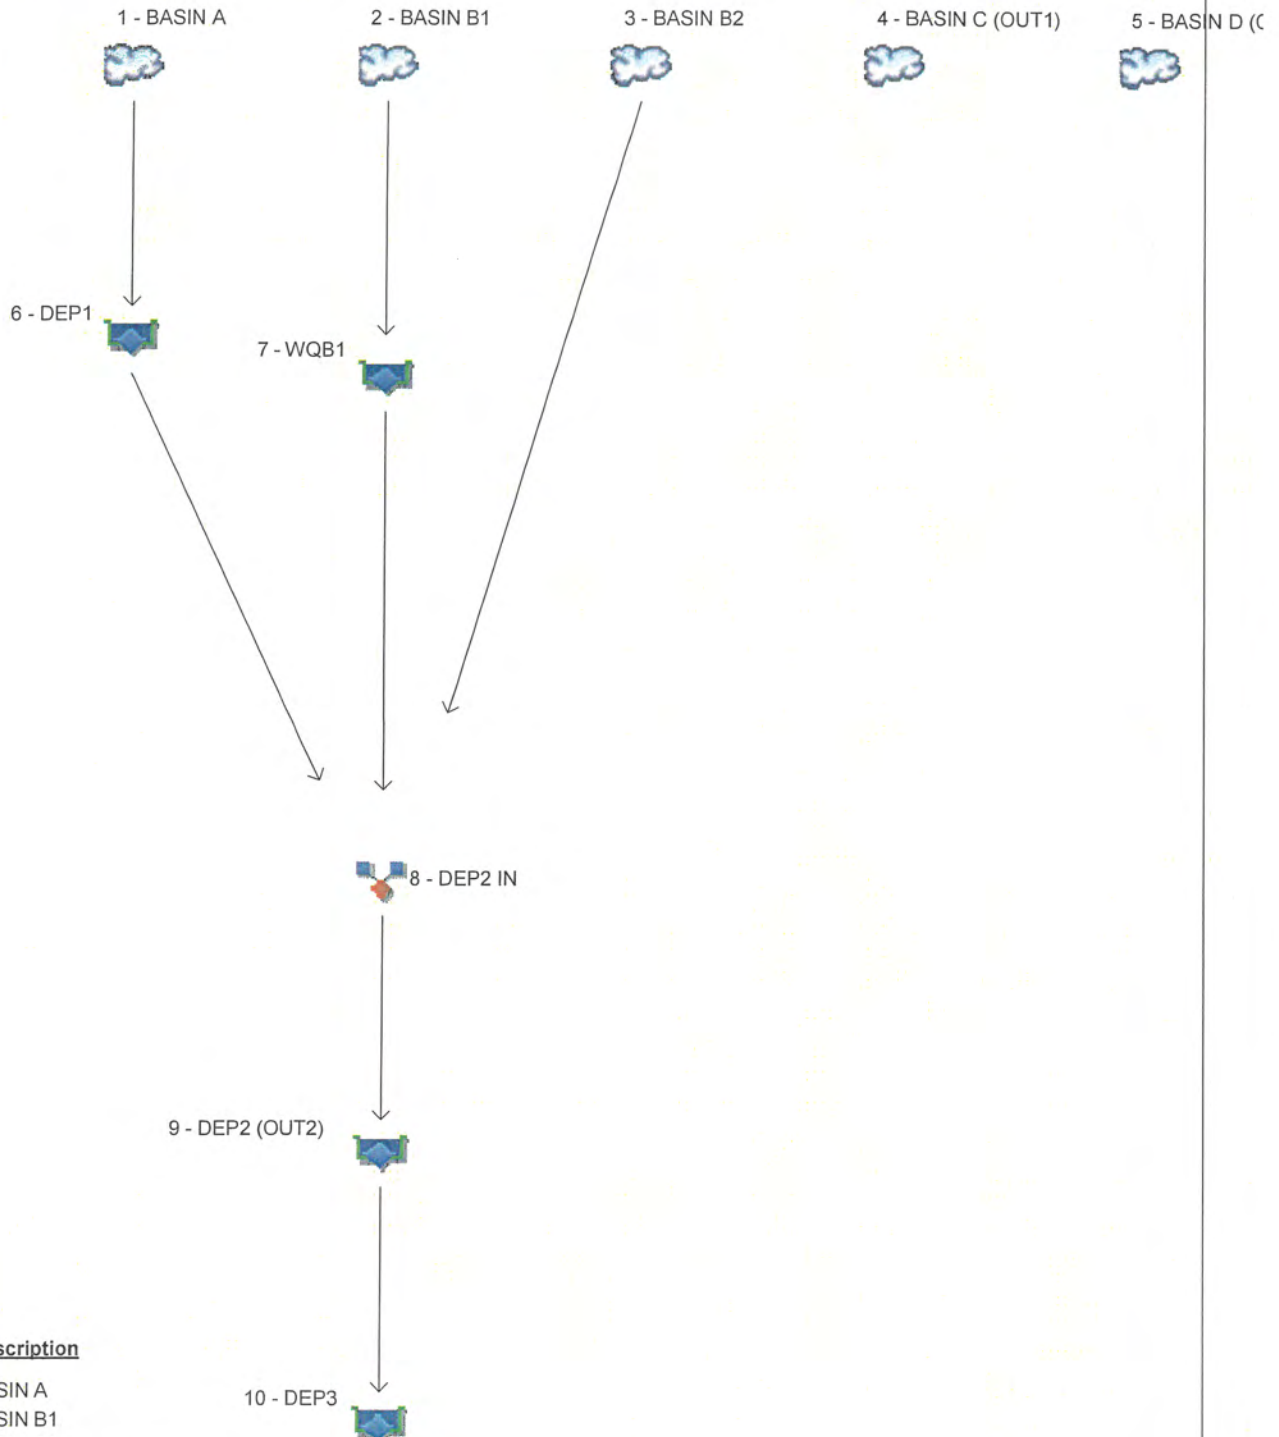 1 - BASIN A
2 - BASIN B1
3 - BASIN B2
4 - BASIN C (OUT1)
5 - BASIN D (
6 - DEP1
7 - WQB1
8 - DEP2 IN
9 - DEP2 (OUT2)
10 - DEP3
scription
SIN A
SIN B1